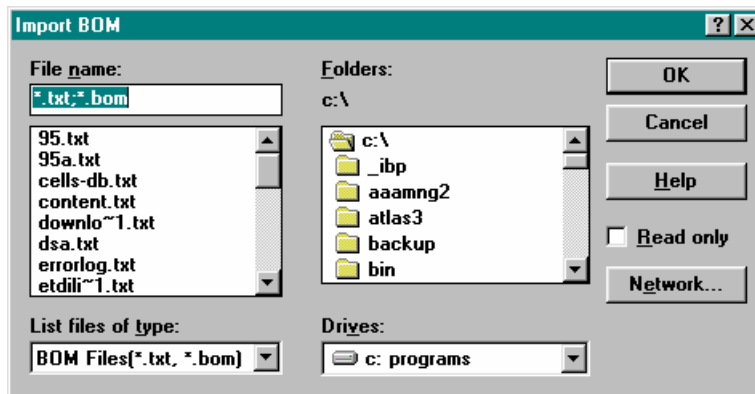 Import BOM
File name:
*.txt;*.bom
95.txt
95a.txt
cells-db.txt
content.txt
downlo~1.txt
dsa.txt
errorlog.txt
etdili~1.txt
List files of type:
BOM Files(*.txt, *.bom)
Folders:
c:\
c:\
_ibp
aaamng2
atlas3
backup
bin
Drives:
c: programs
OK
Cancel
Help
Read only
Network...